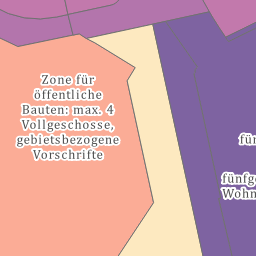 Zone für
öffentliche
Bauten: max. 4
Vollgeschosse,
gebietsbezogene
Vorschrifte
fün
fünfge
Wohn